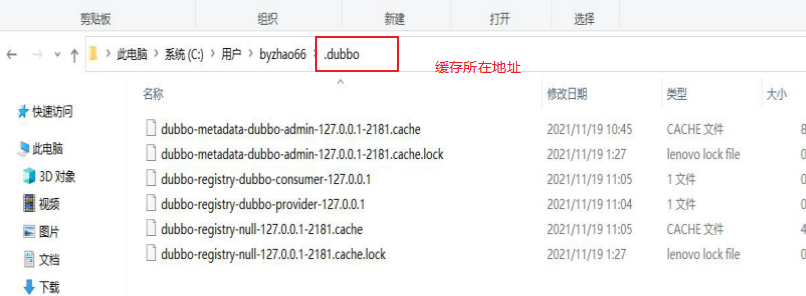 剪贴板 组织 新建 打开 选择
此电脑 系统 (C:) 用户 byzhao66 .dubbo
缓存所在地址
名称 修改日期 类型 大小
快速访问
此电脑
3D 对象
视频
图片
文档
下载
dubbo-metadata-dubbo-admin-127.0.0.1-2181.cache 2021/11/19 10:45 CACHE 文件 8
dubbo-metadata-dubbo-admin-127.0.0.1-2181.cache.lock 2021/11/19 1:27 lenovo lock file 0
dubbo-registry-dubbo-consumer-127.0.0.1 2021/11/19 11:05 1 文件 0
dubbo-registry-dubbo-provider-127.0.0.1 2021/11/19 11:04 1 文件 0
dubbo-registry-null-127.0.0.1-2181.cache 2021/11/19 11:05 CACHE 文件 4
dubbo-registry-null-127.0.0.1-2181.cache.lock 2021/11/19 1:27 lenovo lock file 0